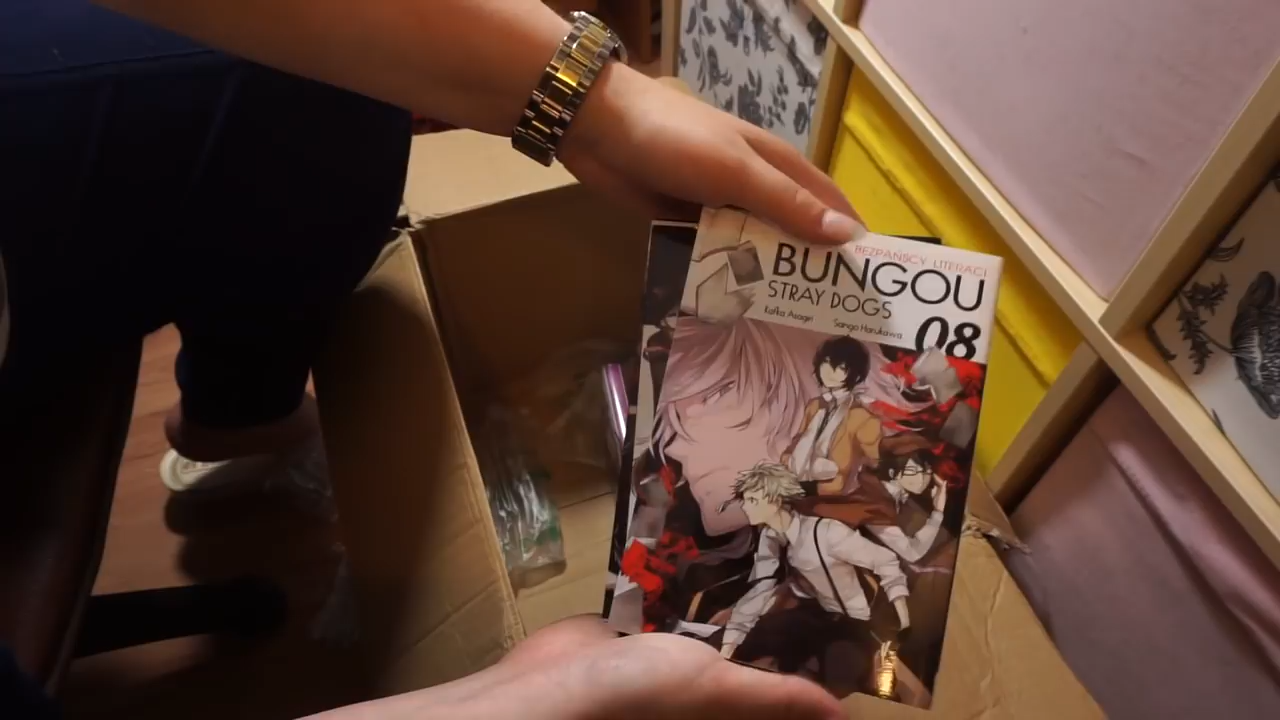 BEZPAŃSCY LITERACI
BUNGOU
STRAY DOGS
Kafka Asagiri Sango Harukawa
08